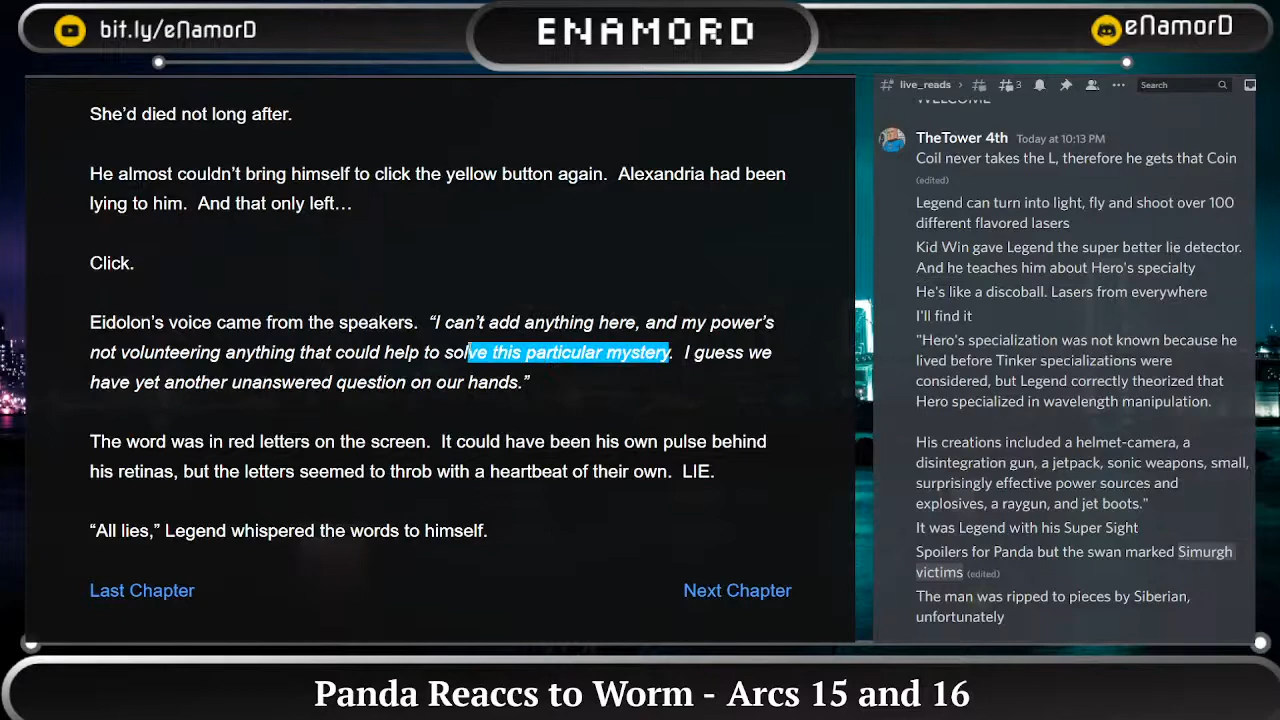 bit.ly/eNamorD
ENAMORD
eNamorD
She’d died not long after.
He almost couldn’t bring himself to click the yellow button again.  Alexandria had been
lying to him.  And that only left…
Click.
Eidolon’s voice came from the speakers.  “I can’t add anything here, and my power’s
not volunteering anything that could help to solve this particular mystery.  I guess we
have yet another unanswered question on our hands.”
The word was in red letters on the screen.  It could have been his own pulse behind
his retinas, but the letters seemed to throb with a heartbeat of their own.  LIE.
“All lies,” Legend whispered the words to himself.
Last Chapter
Next Chapter
live_reads
3
Search
WELCOME
TheTower 4th Today at 10:13 PM
Coil never takes the L, therefore he gets that Coin
(edited)
Legend can turn into light, fly and shoot over 100
different flavored lasers
Kid Win gave Legend the super better lie detector.
And he teaches him about Hero's specialty
He's like a discoball. Lasers from everywhere
I'll find it
"Hero's specialization was not known because he
lived before Tinker specializations were
considered, but Legend correctly theorized that
Hero specialized in wavelength manipulation.
His creations included a helmet-camera, a
disintegration gun, a jetpack, sonic weapons, small,
surprisingly effective power sources and
explosives, a raygun, and jet boots."
It was Legend with his Super Sight
Spoilers for Panda but the swan marked Simurgh
victims (edited)
The man was ripped to pieces by Siberian,
unfortunately
Panda Reaccs to Worm - Arcs 15 and 16